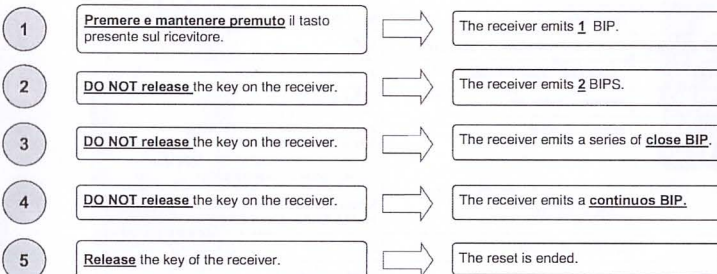 1
Premere e mantenere premuto il tasto
presente sul ricevitore.
The receiver emits 1 BIP.
2
DO NOT release the key on the receiver.
The receiver emits 2 BIPS.
3
DO NOT release the key on the receiver.
The receiver emits a series of close BIP.
4
DO NOT release the key on the receiver.
The receiver emits a continuos BIP.
5
Release the key of the receiver.
The reset is ended.